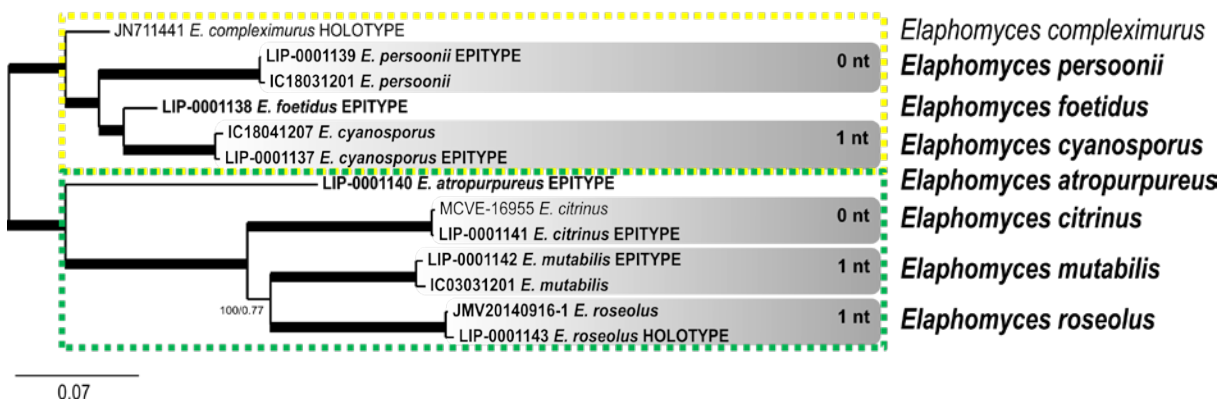 JN711441 E. compleximurus HOLOTYPE
Elaphomyces compleximurus
LIP-0001139 E. persoonii EPITYPE
0 nt
Elaphomyces persoonii
IC18031201 E. persoonii
LIP-0001138 E. foetidus EPITYPE
Elaphomyces foetidus
IC18041207 E. cyanosporus
1 nt
Elaphomyces cyanosporus
LIP-0001137 E. cyanosporus EPITYPE
LIP-0001140 E. atropurpureus EPITYPE
Elaphomyces atropurpureus
MCVE-16955 E. citrinus
0 nt
Elaphomyces citrinus
LIP-0001141 E. citrinus EPITYPE
LIP-0001142 E. mutabilis EPITYPE
1 nt
Elaphomyces mutabilis
IC03031201 E. mutabilis
100/0.77
JMV20140916-1 E. roseolus
1 nt
Elaphomyces roseolus
LIP-0001143 E. roseolus HOLOTYPE
0.07